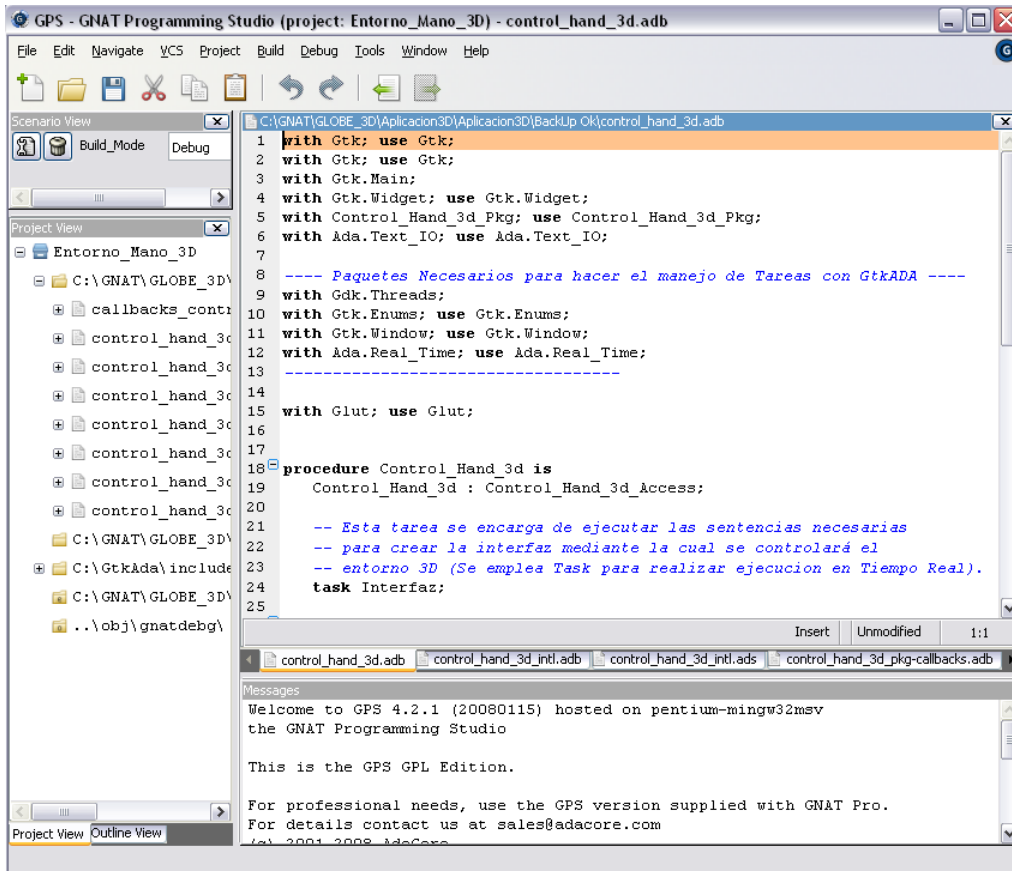 GPS - GNAT Programming Studio (project: Entorno_Mano_3D) - control_hand_3d.adb
File Edit Navigate VCS Project Build Debug Tools Window Help
Scenario View
Build_Mode Debug
Project View
Entorno_Mano_3D
C:\GNAT\GLOBE_3D\
callbacks_contr
control_hand_3d
control_hand_3d
control_hand_3d
control_hand_3d
control_hand_3d
control_hand_3d
control_hand_3d
C:\GNAT\GLOBE_3D\
C:\GtkAda\include
C:\GNAT\GLOBE_3D\
..\obj\gnatdebg\
Project View Outline View
C:\GNAT\GLOBE_3D\Aplicacion3D\Aplicacion3D\BackUp Ok\control_hand_3d.adb
1 with Gtk; use Gtk;
2 with Gtk; use Gtk;
3 with Gtk.Main;
4 with Gtk.Widget; use Gtk.Widget;
5 with Control_Hand_3d_Pkg; use Control_Hand_3d_Pkg;
6 with Ada.Text_IO; use Ada.Text_IO;
7
8 ---- Paquetes Necesarios para hacer el manejo de Tareas con GtkADA ----
9 with Gdk.Threads;
10 with Gtk.Enums; use Gtk.Enums;
11 with Gtk.Window; use Gtk.Window;
12 with Ada.Real_Time; use Ada.Real_Time;
13 -----------------------------------
14
15 with Glut; use Glut;
16
17
18 procedure Control_Hand_3d is
19 Control_Hand_3d : Control_Hand_3d_Access;
20
21 -- Esta tarea se encarga de ejecutar las sentencias necesarias
22 -- para crear la interfaz mediante la cual se controlará el
23 -- entorno 3D (Se emplea Task para realizar ejecucion en Tiempo Real).
24 task Interfaz;
25
Insert Unmodified 1:1
control_hand_3d.adb control_hand_3d_intl.adb control_hand_3d_intl.ads control_hand_3d_pkg-callbacks.adb
Messages
Welcome to GPS 4.2.1 (20080115) hosted on pentium-mingw32msv
the GNAT Programming Studio
This is the GPS GPL Edition.
For professional needs, use the GPS version supplied with GNAT Pro.
For details contact us at sales@adacore.com
(c) 2001-2008 AdaCore